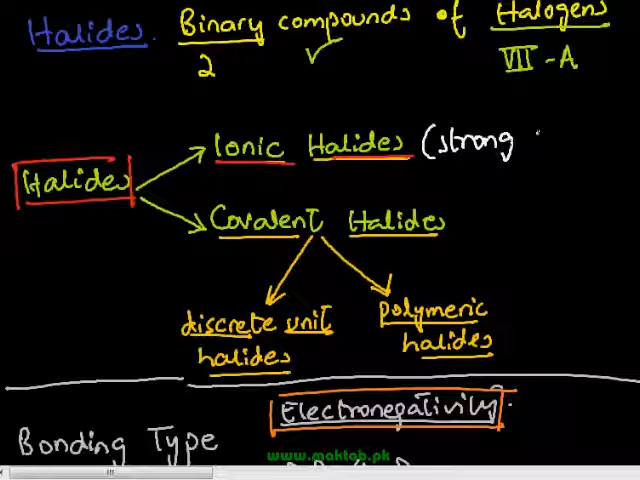 Halides. Binary compounds of Halogens
2 VII-A
Halides
Ionic Halides (strong
Covalent Halides
discrete unit halides
polymeric halides
Electronegativity
Bonding Type
www.maktab.pk